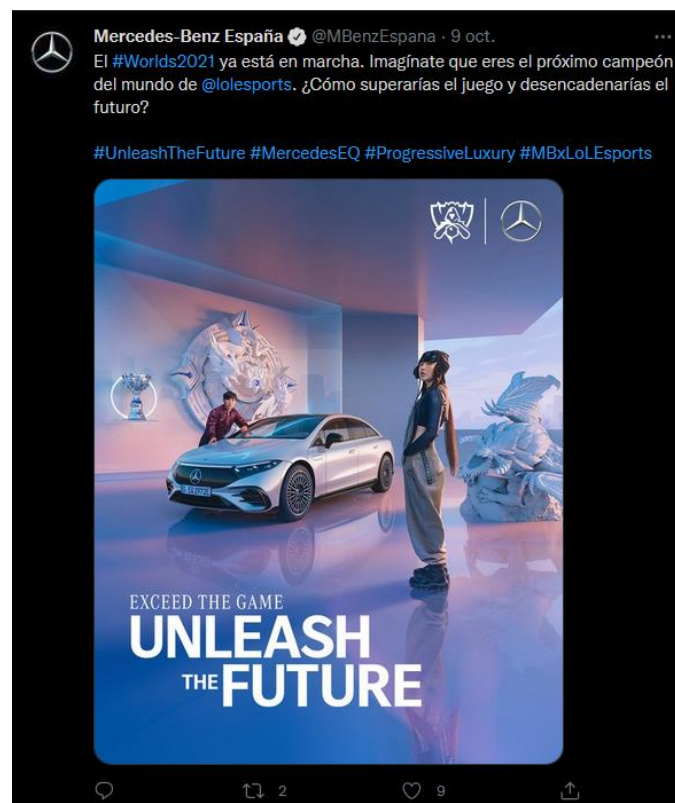 Mercedes-Benz España @MBenzEspana · 9 oct.
El #Worlds2021 ya está en marcha. Imagínate que eres el próximo campeón
del mundo de @lolesports. ¿Cómo superarías el juego y desencadenarías el
futuro?
#UnleashTheFuture #MercedesEQ #ProgressiveLuxury #MBxLoLEsports
EXCEED THE GAME
UNLEASH
THE FUTURE
2
9